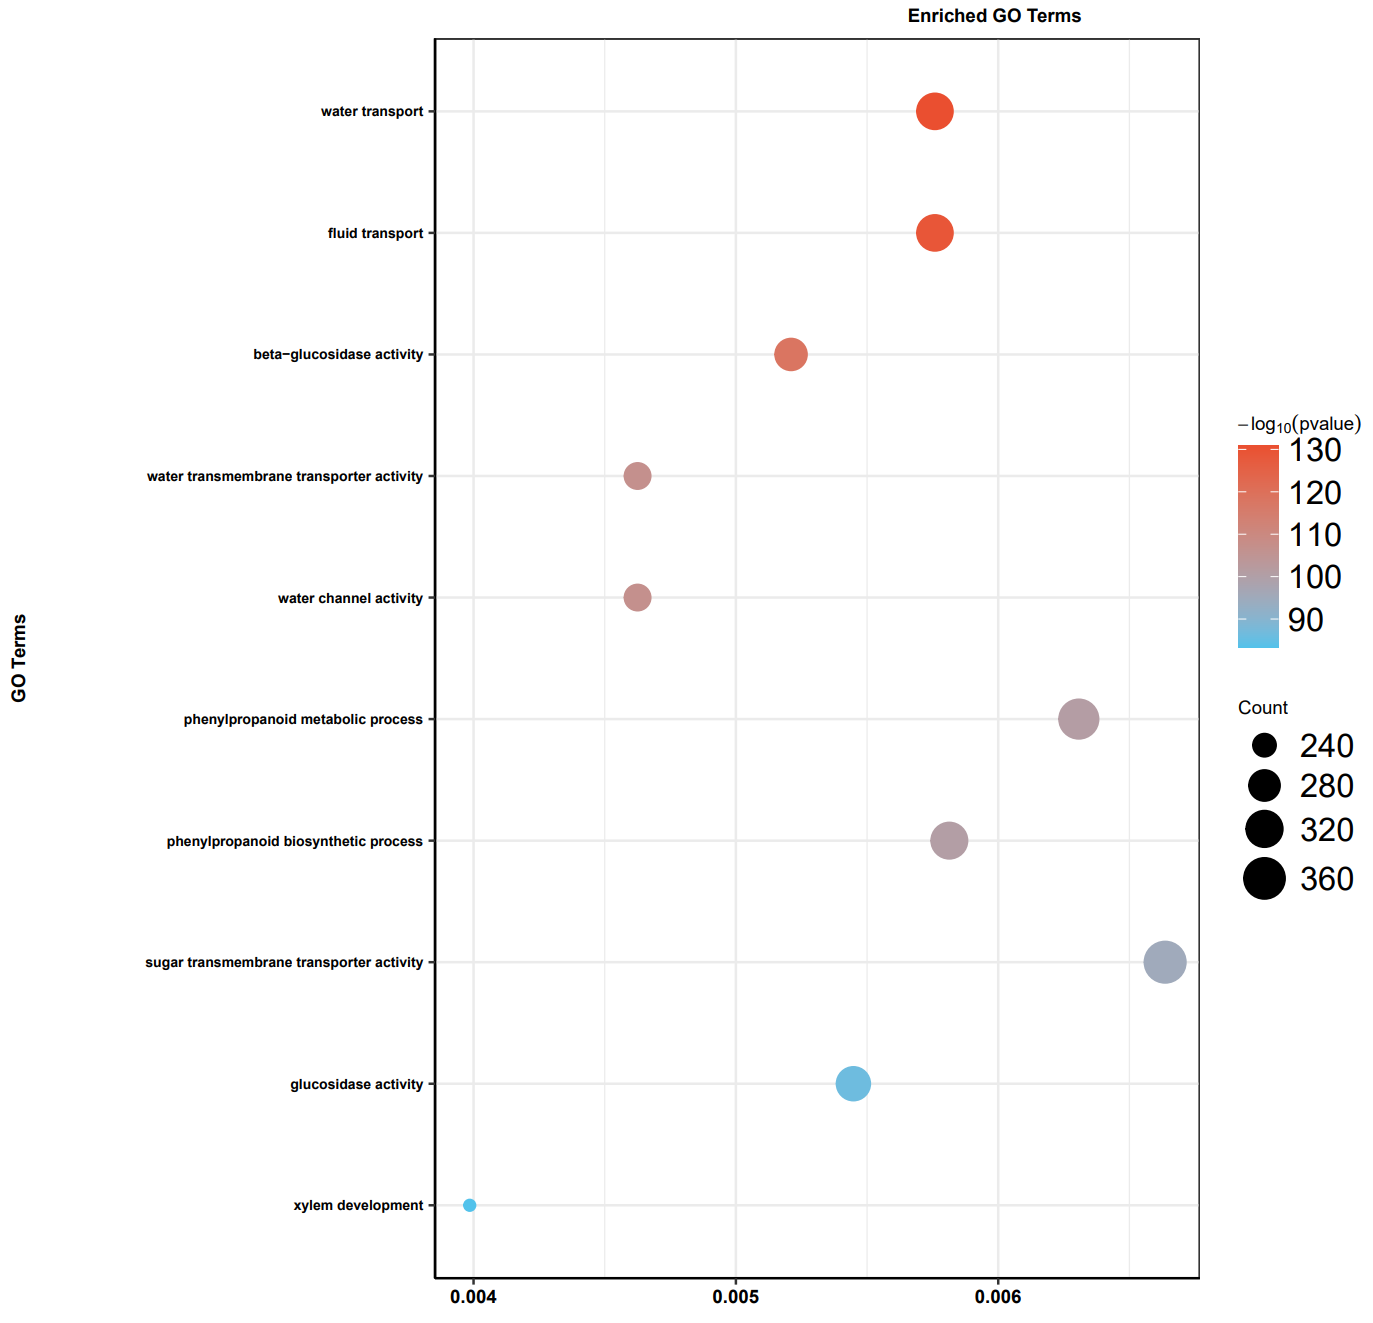 Enriched GO Terms
water transport
fluid transport
beta−glucosidase activity
water transmembrane transporter activity
water channel activity
phenylpropanoid metabolic process
phenylpropanoid biosynthetic process
sugar transmembrane transporter activity
glucosidase activity
xylem development
GO Terms
0.004 0.005 0.006
−log₁₀(pvalue)
130
120
110
100
90
Count
240
280
320
360